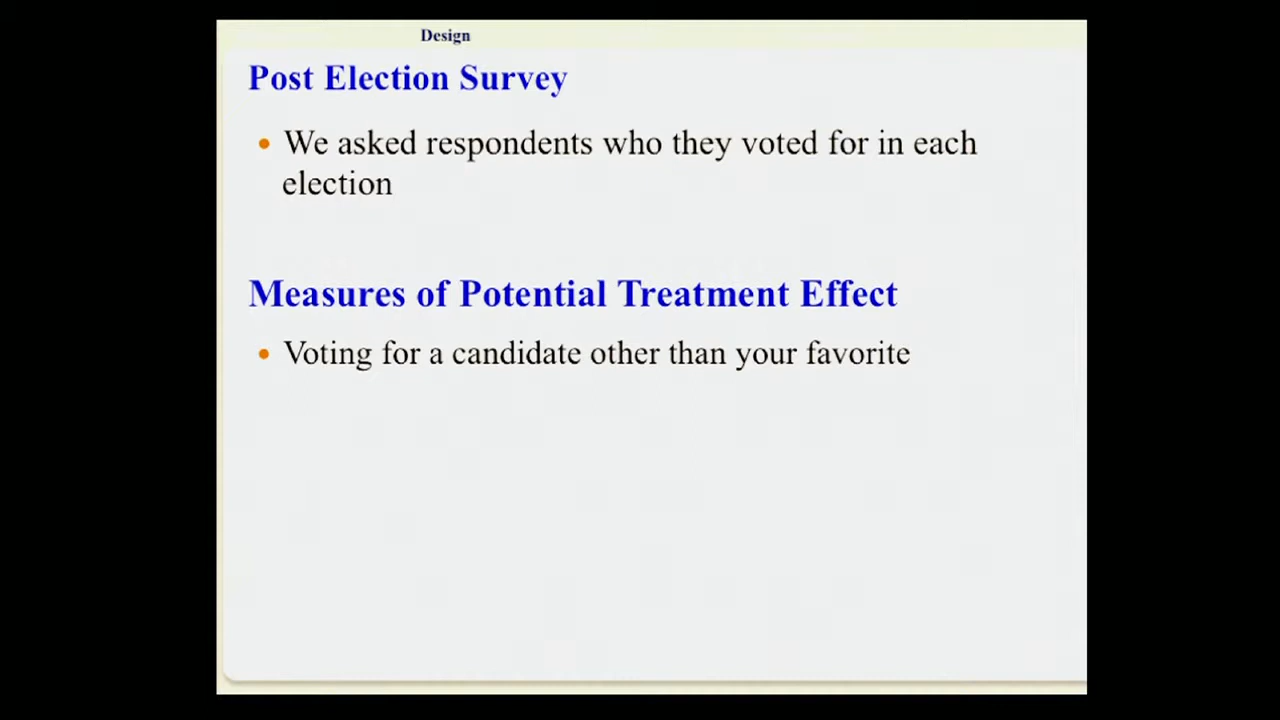 Design
Post Election Survey
• We asked respondents who they voted for in each
election
Measures of Potential Treatment Effect
• Voting for a candidate other than your favorite